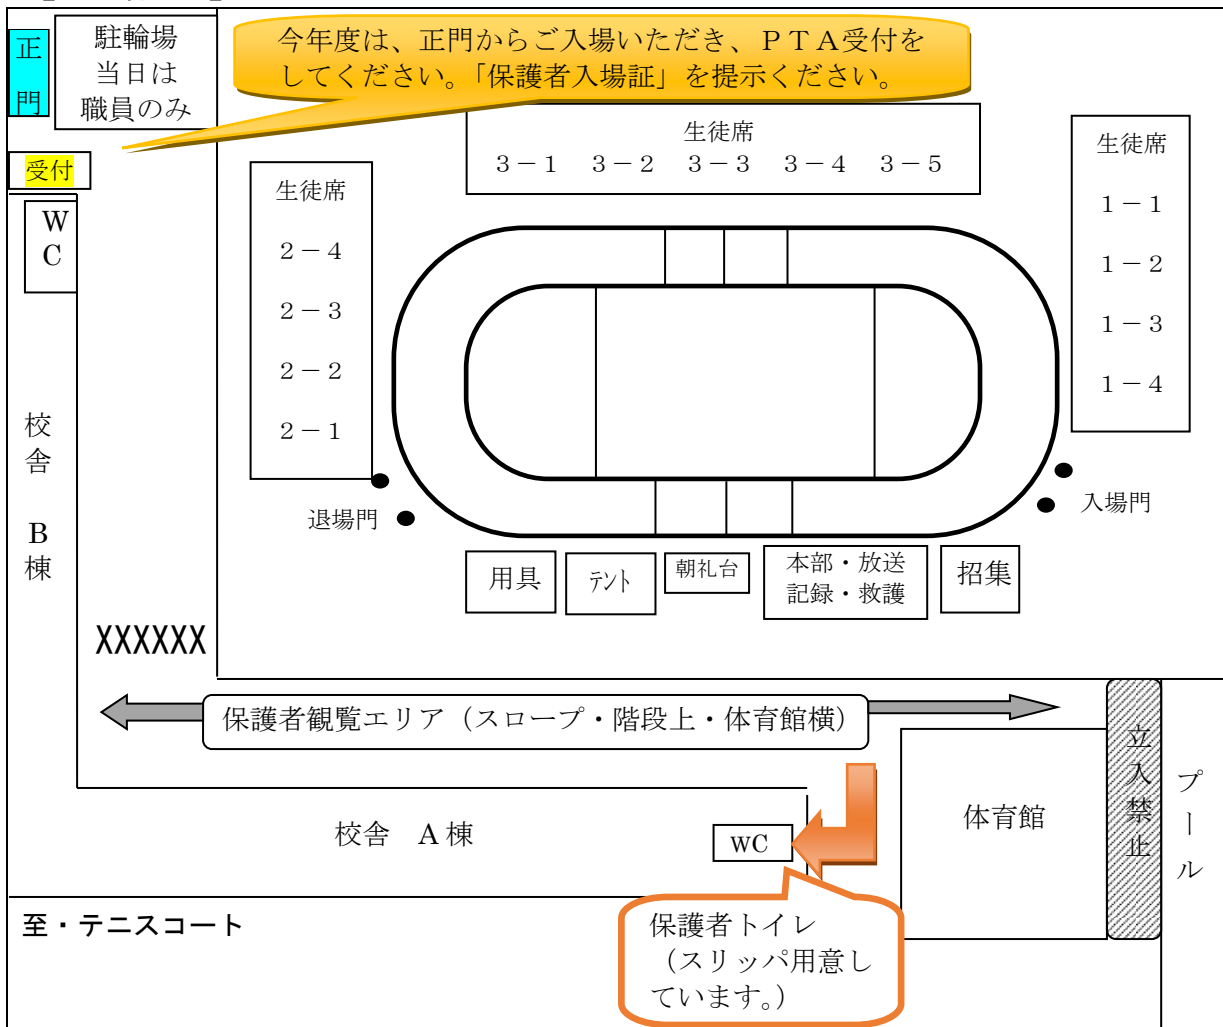 正
門
駐輪場
当日は
職員のみ
今年度は、正門からご入場いただき、ＰＴＡ受付を
してください。「保護者入場証」を提示ください。
受付
W
C
生徒席
３－１ ３－２ ３－３ ３－４ ３－５
生徒席
１－１
１－２
１－３
１－４
生徒席
２－４
２－３
２－２
２－１
校
舎
B
棟
退場門
入場門
用具
テント
朝礼台
本部・放送
記録・救護
招集
XXXXXX
保護者観覧エリア（スロープ・階段上・体育館横）
立
入
禁
止
プ
ー
ル
体育館
校舎 A棟
WC
保護者トイレ
（スリッパ用意し
ています。）
至・テニスコート